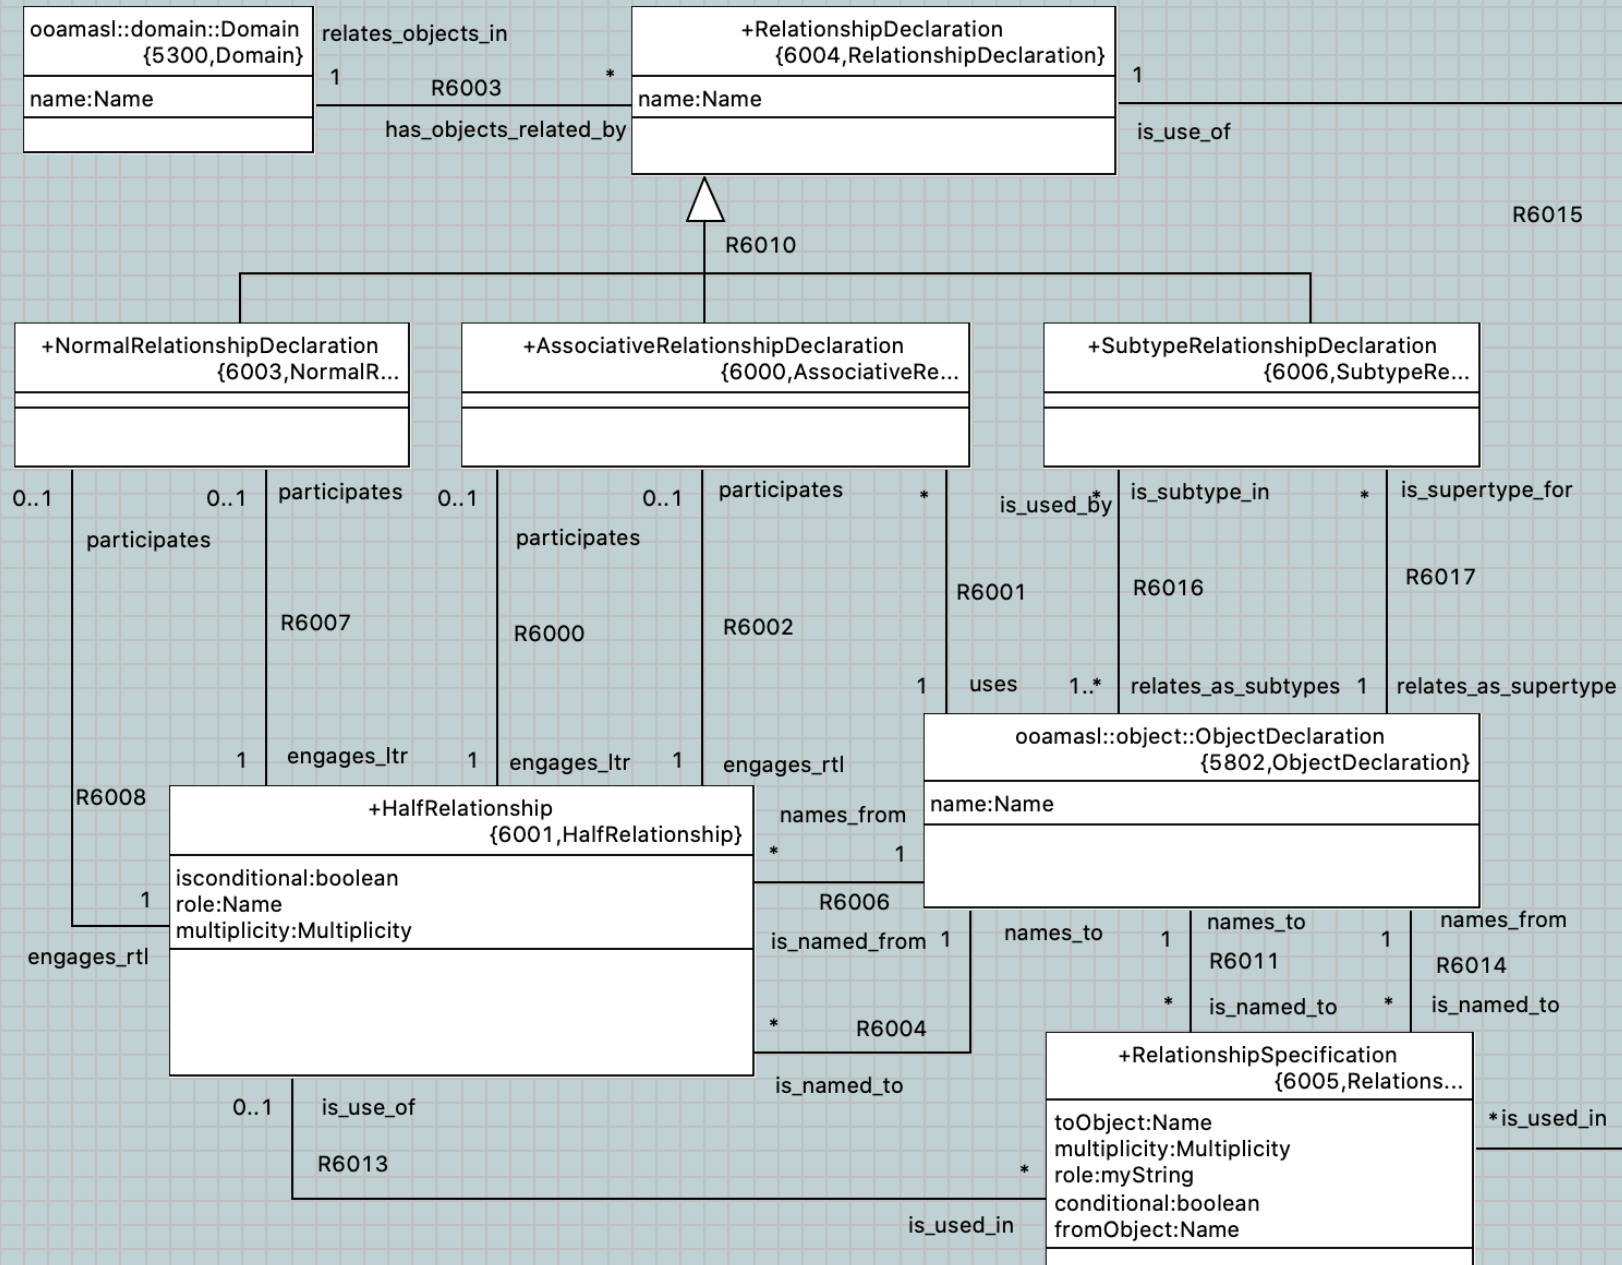 ooamasl::domain::Domain
{5300,Domain}
name:Name
relates_objects_in
1
*
R6003
has_objects_related_by
+RelationshipDeclaration
{6004,RelationshipDeclaration}
name:Name
1
is_use_of
R6015
R6010
+NormalRelationshipDeclaration
{6003,NormalR...
+AssociativeRelationshipDeclaration
{6000,AssociativeRe...
+SubtypeRelationshipDeclaration
{6006,SubtypeRe...
0..1
participates
0..1
participates
0..1
participates
0..1
participates
*
is_used_by
*
is_subtype_in
*
is_supertype_for
R6007
R6000
R6002
R6001
R6016
R6017
1
uses
1..*
relates_as_subtypes
1
relates_as_supertype
1
engages_ltr
1
engages_ltr
1
engages_rtl
R6008
1
engages_rtl
+HalfRelationship
{6001,HalfRelationship}
isconditional:boolean
role:Name
multiplicity:Multiplicity
ooamasl::object::ObjectDeclaration
{5802,ObjectDeclaration}
name:Name
names_from
*
1
R6006
is_named_from
1
names_to
*
R6004
is_named_to
1
names_to
R6011
*
is_named_to
1
names_from
R6014
*
is_named_to
+RelationshipSpecification
{6005,Relations...
toObject:Name
multiplicity:Multiplicity
role:myString
conditional:boolean
fromObject:Name
*
is_used_in
0..1
is_use_of
R6013
*
is_used_in